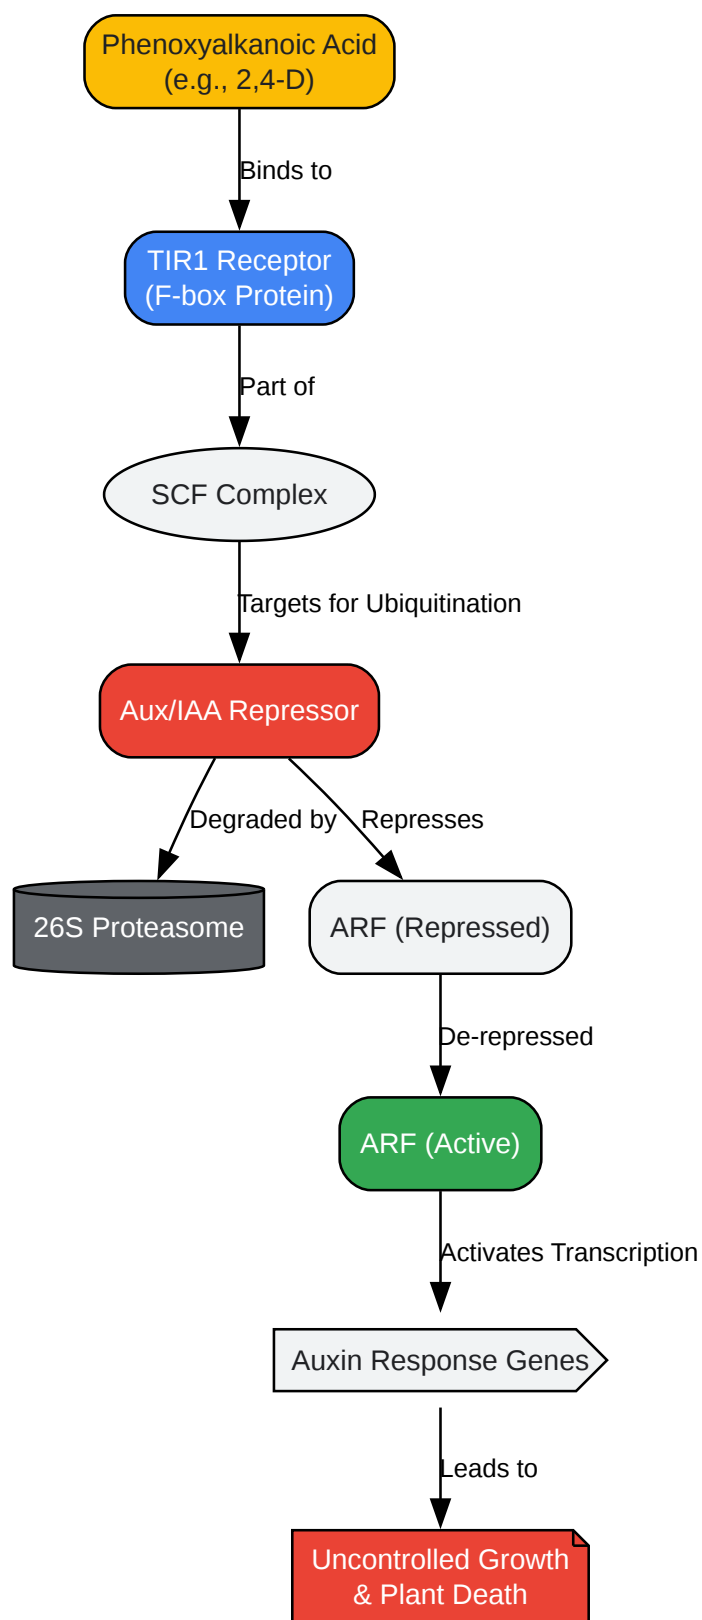 Phenoxyalkanoic Acid
(e.g., 2,4-D)
Binds to
TIR1 Receptor
(F-box Protein)
Part of
SCF Complex
Targets for Ubiquitination
Aux/IAA Repressor
Degraded by
Represses
26S Proteasome
ARF (Repressed)
De-repressed
ARF (Active)
Activates Transcription
Auxin Response Genes
Leads to
Uncontrolled Growth
& Plant Death